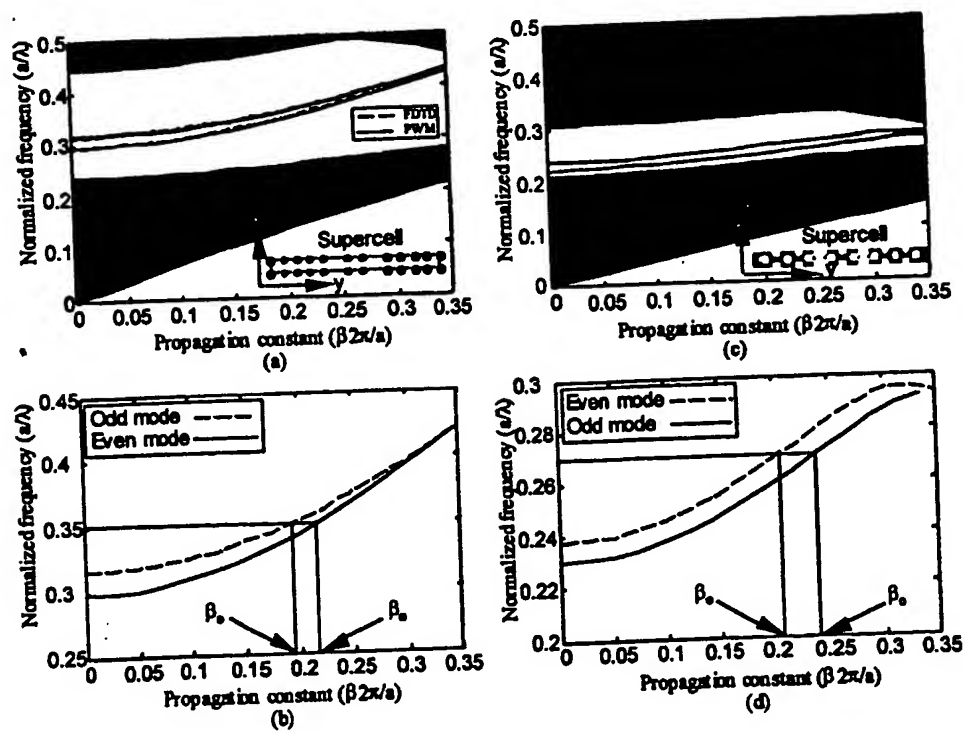 Normalized frequency (a/λ)
0.5
0.4
0.3
0.2
0.1
0
FDTD
PWM
Supercell
y
0 0.05 0.1 0.15 0.2 0.25 0.3 0.35
Propagation constant (β2π/a)
(a)
Normalized frequency (a/λ)
0.5
0.4
0.3
0.2
0.1
0
Supercell
y
0 0.05 0.1 0.15 0.2 0.25 0.3 0.35
Propagation constant (β2π/a)
(c)
Normalized frequency (a/λ)
0.45
0.4
0.35
0.3
0.25
Odd mode
Even mode
0 0.05 0.1 0.15 0.2 0.25 0.3 0.35
Propagation constant (β2π/a)
(b)
Normalized frequency (a/λ)
0.3
0.28
0.26
0.24
0.22
0.2
Even mode
Odd mode
0 0.05 0.1 0.15 0.2 0.25 0.3 0.35
Propagation constant (β2π/a)
(d)